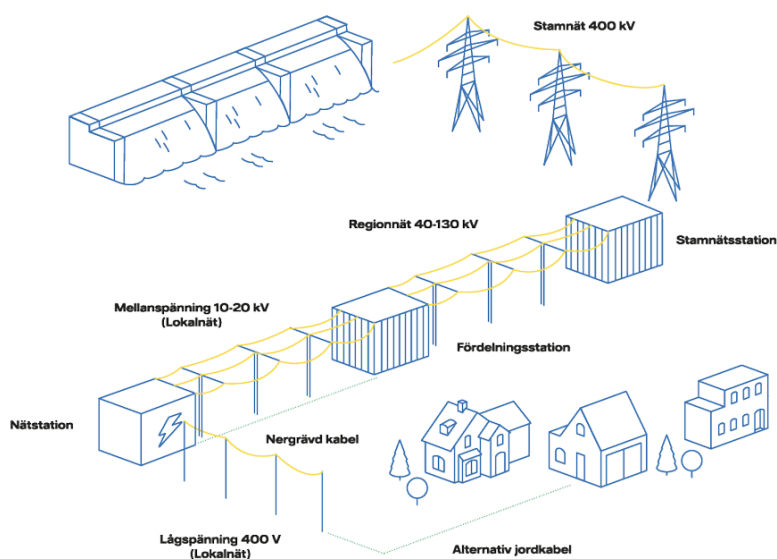 Stamnät 400 kV
Regionnät 40-130 kV
Stamnätsstation
Mellanspänning 10-20 kV
(Lokalnät)
Fördelningsstation
Nätstation
Nergrävd kabel
Lågspänning 400 V
(Lokalnät)
Alternativ jordkabel